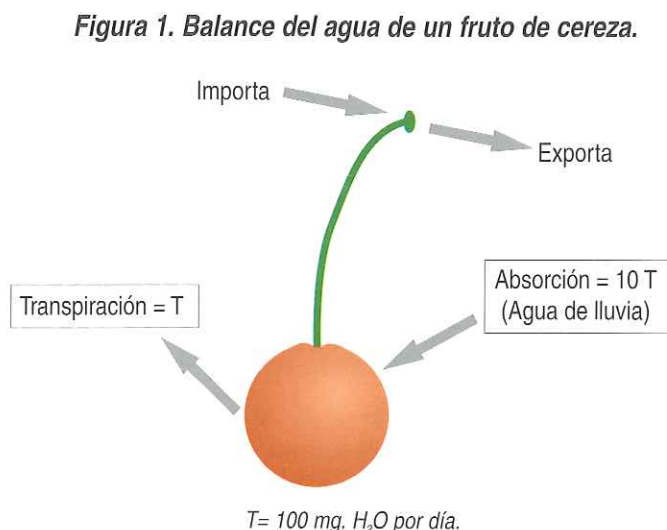 Figura 1. Balance del agua de un fruto de cereza.
Importa
Exporta
Transpiración = T
Absorción = 10 T
(Agua de lluvia)
T= 100 mg. H₂O por día.